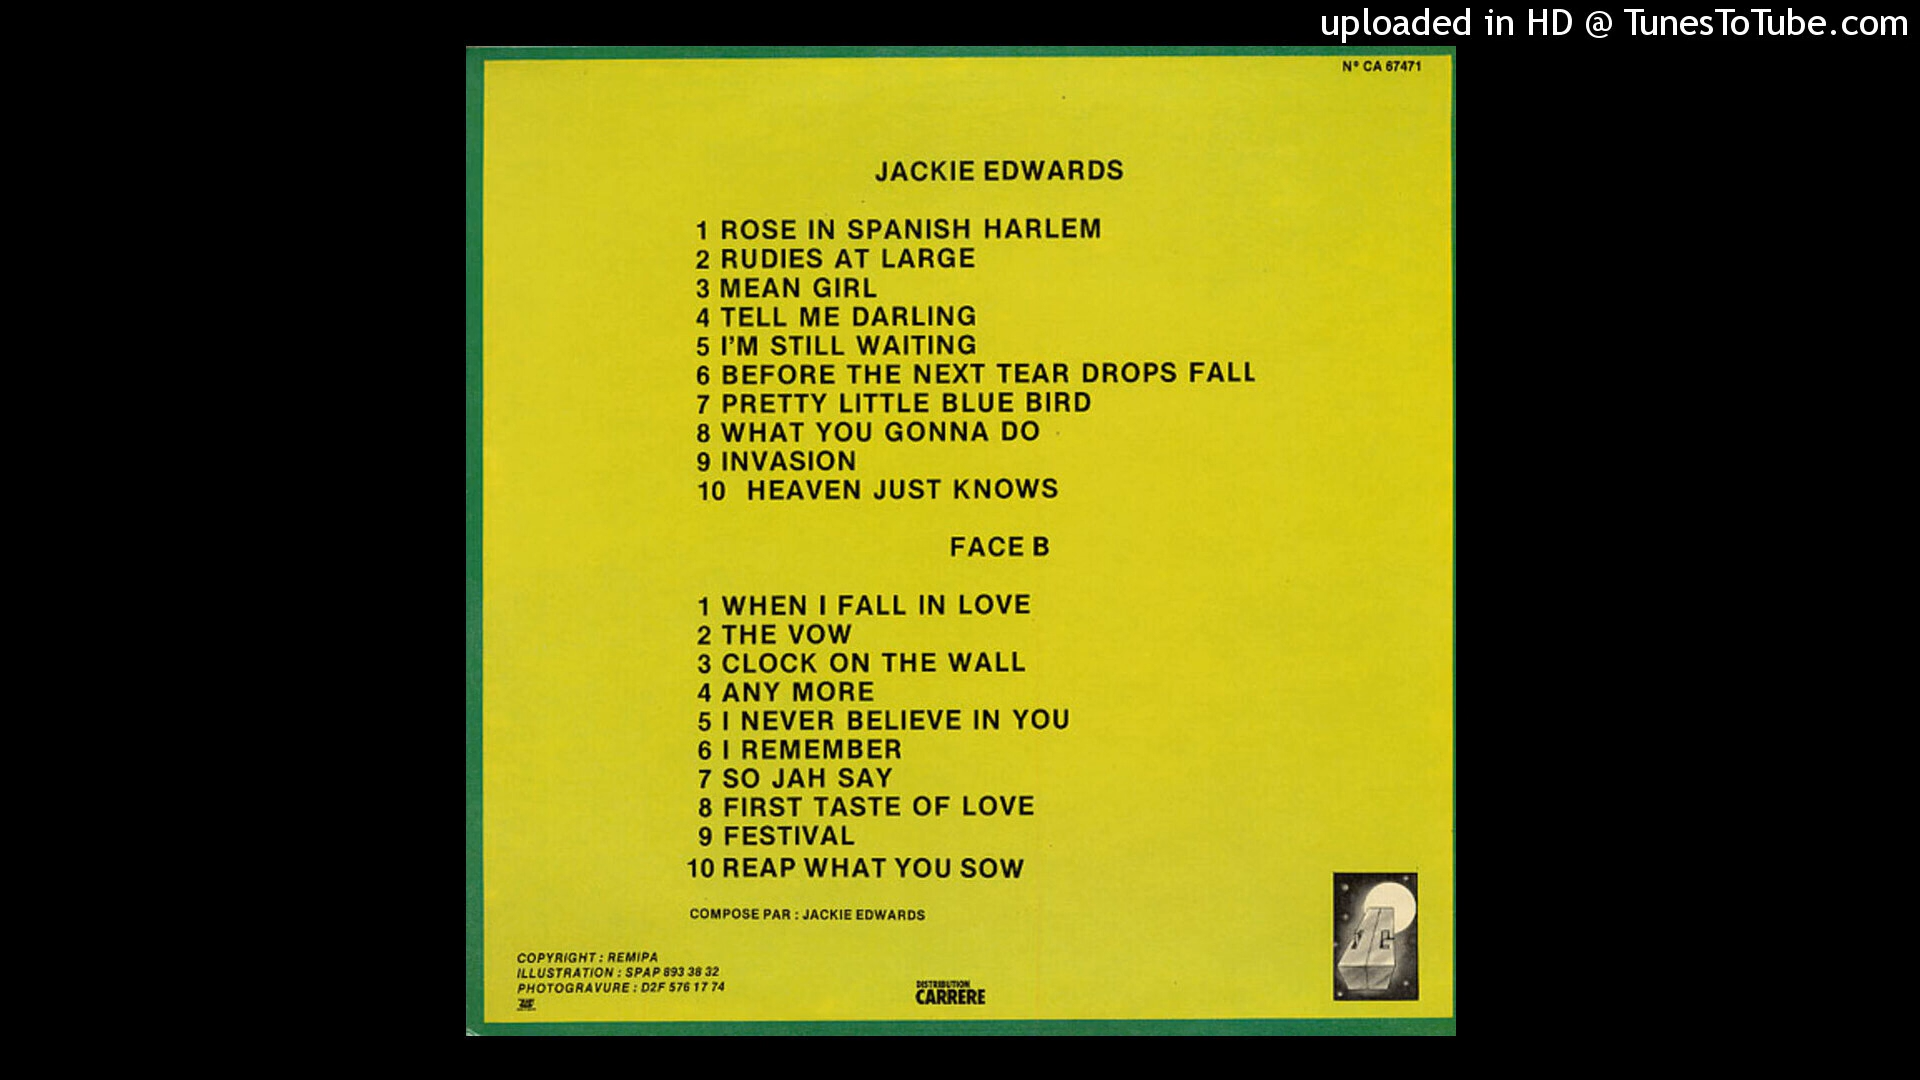 uploaded in HD @ TunesToTube.com
N° CA 67471
JACKIE EDWARDS
1 ROSE IN SPANISH HARLEM
2 RUDIES AT LARGE
3 MEAN GIRL
4 TELL ME DARLING
5 I'M STILL WAITING
6 BEFORE THE NEXT TEAR DROPS FALL
7 PRETTY LITTLE BLUE BIRD
8 WHAT YOU GONNA DO
9 INVASION
10 HEAVEN JUST KNOWS
FACE B
1 WHEN I FALL IN LOVE
2 THE VOW
3 CLOCK ON THE WALL
4 ANY MORE
5 I NEVER BELIEVE IN YOU
6 I REMEMBER
7 SO JAH SAY
8 FIRST TASTE OF LOVE
9 FESTIVAL
10 REAP WHAT YOU SOW
COMPOSE PAR : JACKIE EDWARDS
COPYRIGHT : REMIPA
ILLUSTRATION : SPAP 893 38 32
PHOTOGRAVURE : D2F 576 17 74
DISTRIBUTION
CARRERE